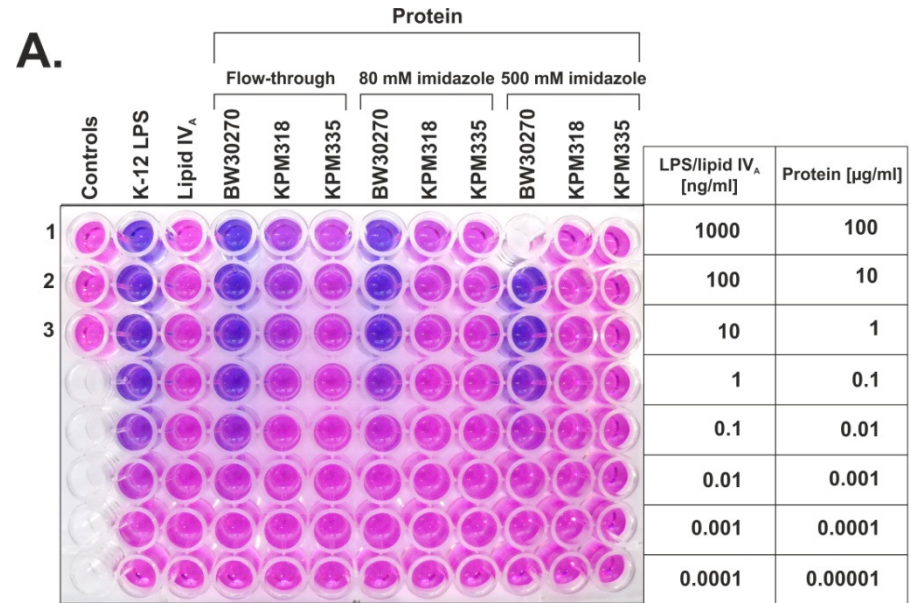 A.
Protein
Flow-through 80 mM imidazole 500 mM imidazole
Controls
K-12 LPS
Lipid IVA
BW30270
KPM318
KPM335
BW30270
KPM318
KPM335
BW30270
KPM318
KPM335
LPS/lipid IVA [ng/ml] Protein [µg/ml]
1 1000 100
2 100 10
3 10 1
1 0.1
0.1 0.01
0.01 0.001
0.001 0.0001
0.0001 0.00001